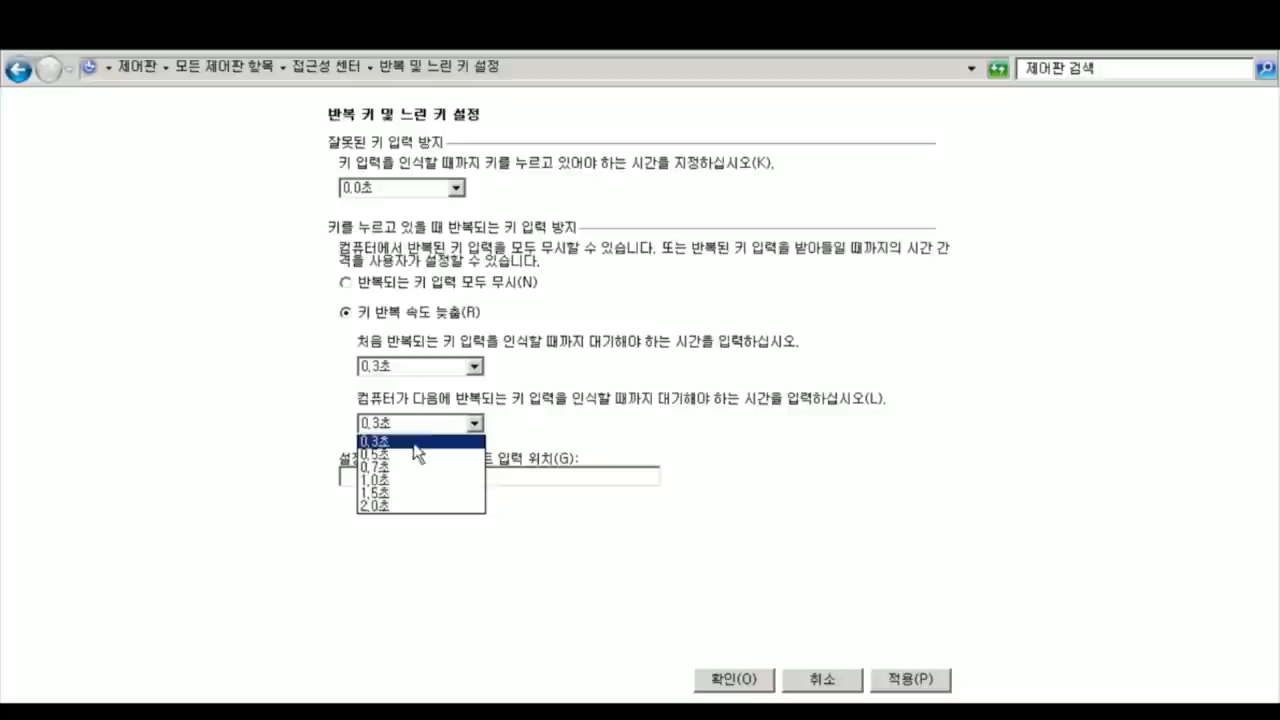 제어판 모든 제어판 항목 접근성 센터 반복 및 느린 키 설정
제어판 검색
반복 키 및 느린 키 설정
잘못된 키 입력 방지
키 입력을 인식할 때까지 키를 누르고 있어야 하는 시간을 지정하십시오(K).
0.0초
키를 누르고 있을 때 반복되는 키 입력 방지
컴퓨터에서 반복된 키 입력을 모두 무시할 수 있습니다. 또는 반복된 키 입력을 받아들일 때까지의 시간 간
격을 사용자가 설정할 수 있습니다.
반복되는 키 입력 모두 무시(N)
키 반복 속도 늦춤(R)
처음 반복되는 키 입력을 인식할 때까지 대기해야 하는 시간을 입력하십시오.
0.3초
컴퓨터가 다음에 반복되는 키 입력을 인식할 때까지 대기해야 하는 시간을 입력하십시오(L).
0.3초
0.3초
0.5초
설 트 입력 위치(G):
0.7초
1.0초
1.5초
2.0초
확인(O) 취소 적용(P)